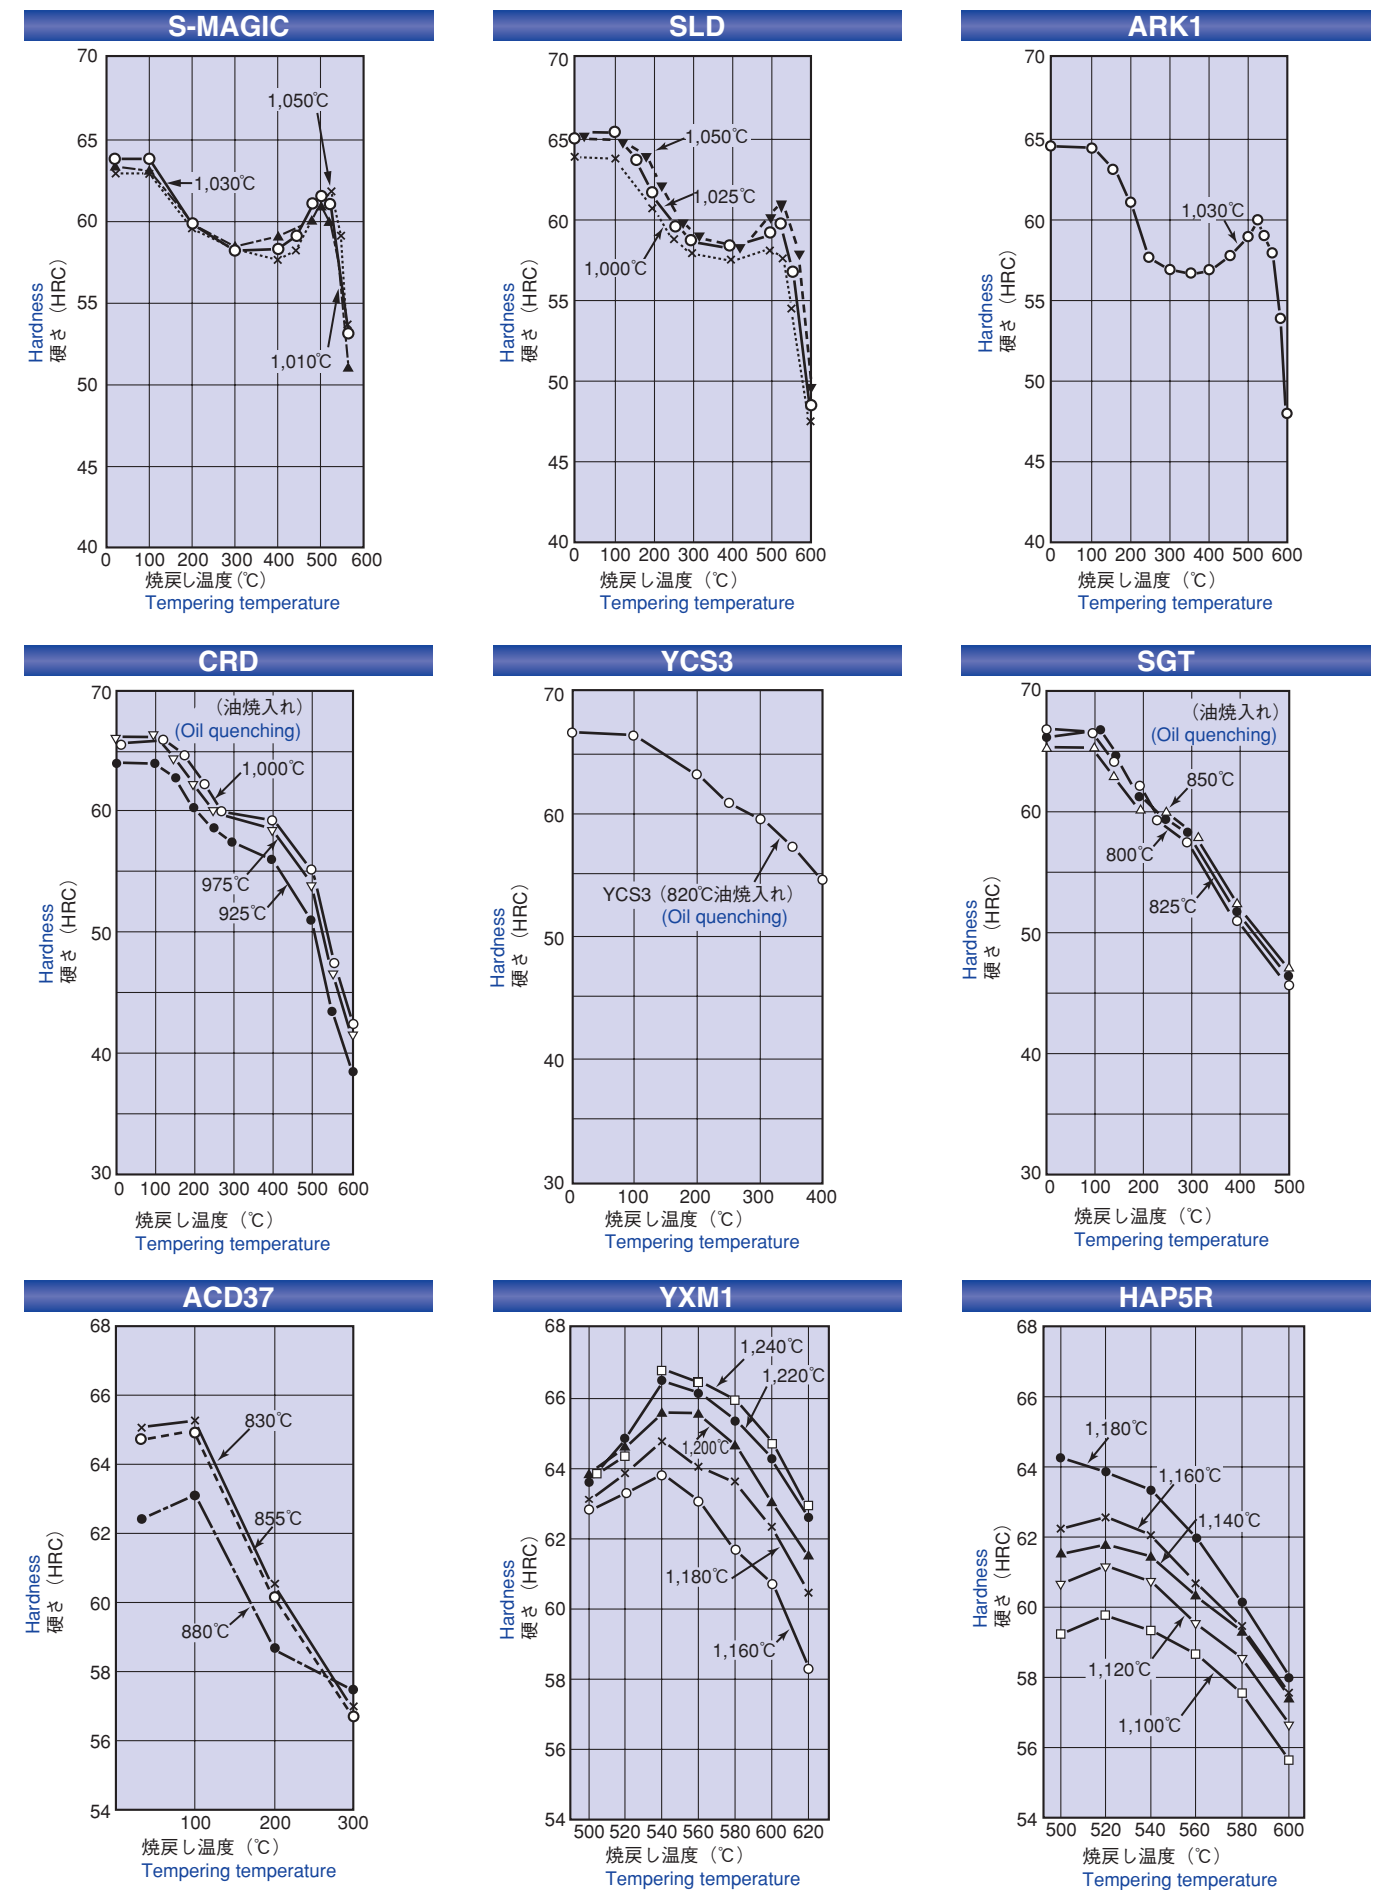 S-MAGIC
70
65
60
55
50
45
40
0 100 200 300 400 500 600
1,050℃
1,030℃
1,010℃
Hardness
硬さ（HRC）
焼戻し温度（℃）
Tempering temperature
SLD
70
65
60
55
50
45
40
0 100 200 300 400 500 600
1,050℃
1,025℃
1,000℃
Hardness
硬さ（HRC）
焼戻し温度（℃）
Tempering temperature
ARK1
70
65
60
55
50
45
40
0 100 200 300 400 500 600
1,030℃
Hardness
硬さ（HRC）
焼戻し温度（℃）
Tempering temperature
CRD
70
60
50
40
30
0 100 200 300 400 500 600
（油焼入れ）
(Oil quenching)
1,000℃
975℃
925℃
Hardness
硬さ（HRC）
焼戻し温度（℃）
Tempering temperature
YCS3
70
60
50
40
30
0 100 200 300 400
YCS3（820℃油焼入れ）
(Oil quenching)
Hardness
硬さ（HRC）
焼戻し温度（℃）
Tempering temperature
SGT
70
60
50
40
30
0 100 200 300 400 500
（油焼入れ）
(Oil quenching)
850℃
800℃
825℃
Hardness
硬さ（HRC）
焼戻し温度（℃）
Tempering temperature
ACD37
68
66
64
62
60
58
56
54
100 200 300
830℃
855℃
880℃
Hardness
硬さ（HRC）
焼戻し温度（℃）
Tempering temperature
YXM1
68
66
64
62
60
58
56
54
500 520 540 560 580 600 620
1,240℃
1,220℃
1,200℃
1,180℃
1,160℃
Hardness
硬さ（HRC）
焼戻し温度（℃）
Tempering temperature
HAP5R
68
66
64
62
60
58
56
54
500 520 540 560 580 600
1,180℃
1,160℃
1,140℃
1,120℃
1,100℃
Hardness
硬さ（HRC）
焼戻し温度（℃）
Tempering temperature